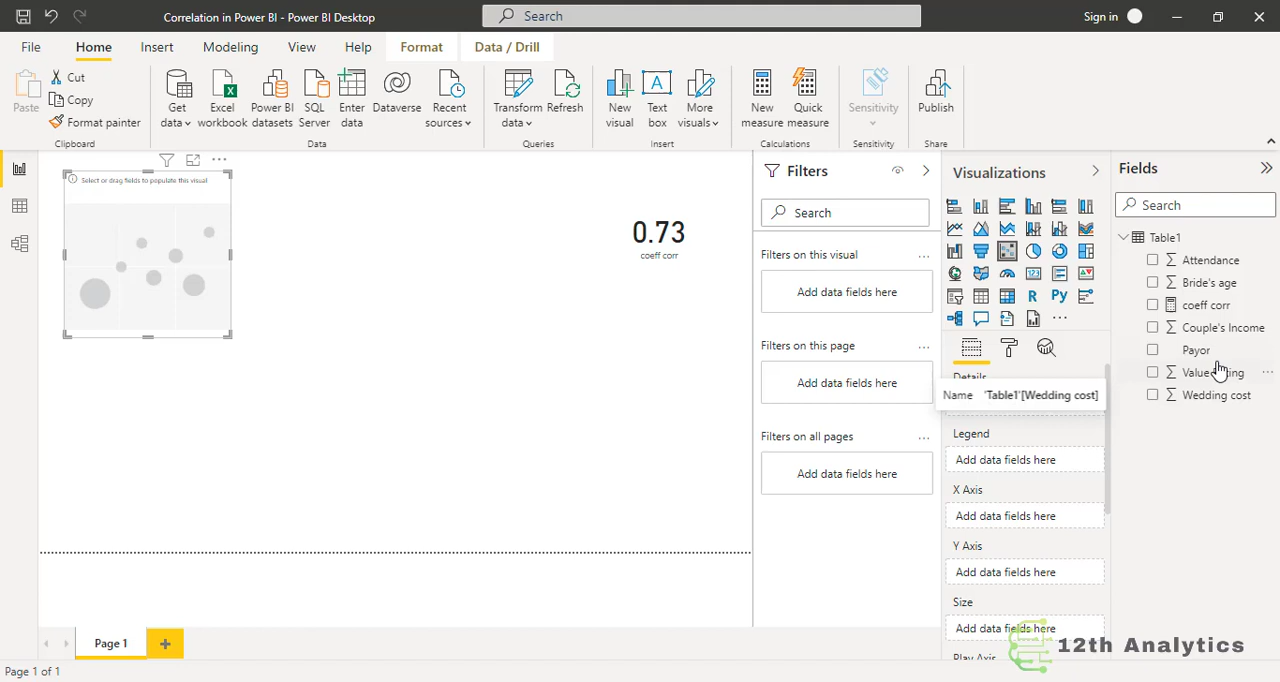 Correlation in Power BI - Power BI Desktop
Search
Sign in
File
Home
Insert
Modeling
View
Help
Format
Data / Drill
Paste
Cut
Copy
Format painter
Clipboard
Get data
Excel workbook
Power BI datasets
SQL Server
Enter data
Dataverse
Recent sources
Data
Transform data
Refresh
Queries
New visual
Text box
More visuals
Insert
New measure
Quick measure
Calculations
Sensitivity
Sensitivity
Publish
Share
Select or drag fields to populate this visual
0.73
coeff corr
Filters
Search
Filters on this visual
Add data fields here
Filters on this page
Add data fields here
Filters on all pages
Add data fields here
Visualizations
R
Py
123
Details
Name 'Table1'[Wedding cost]
Legend
Add data fields here
X Axis
Add data fields here
Y Axis
Add data fields here
Size
Add data fields here
Play Axis
Fields
Search
Table1
Attendance
Bride's age
coeff corr
Couple's Income
Payor
Wedding cost
Page 1
Page 1 of 1
12th Analytics